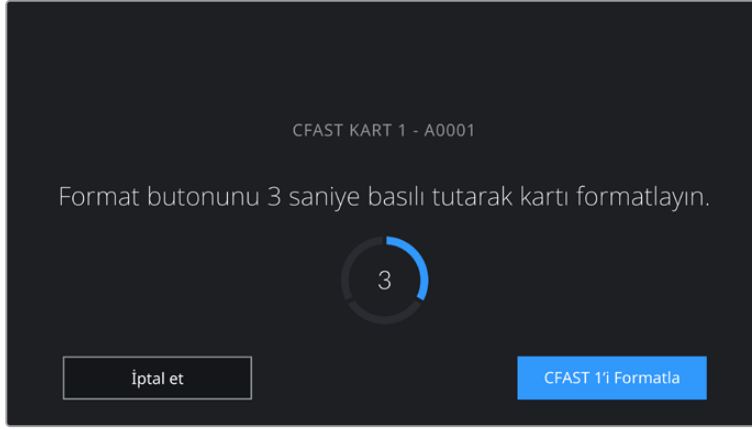 CFAST KART 1 - A0001
Format butonunu 3 saniye basılı tutarak kartı formatlayın.
3
İptal et
CFAST 1'i Formatla